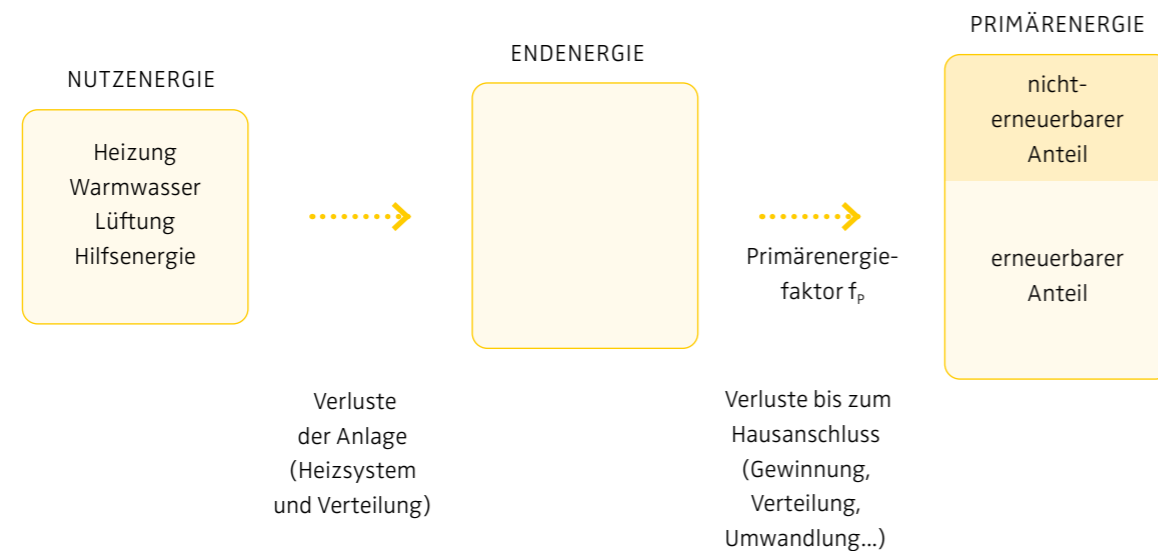 NUTZENERGIE
Heizung
Warmwasser
Lüftung
Hilfsenergie
Verluste
der Anlage
(Heizsystem
und Verteilung)
ENDENERGIE
Primärenergie-
faktor fₚ
Verluste bis zum
Hausanschluss
(Gewinnung,
Verteilung,
Umwandlung...)
PRIMÄRENERGIE
nicht-
erneuerbarer
Anteil
erneuerbarer
Anteil